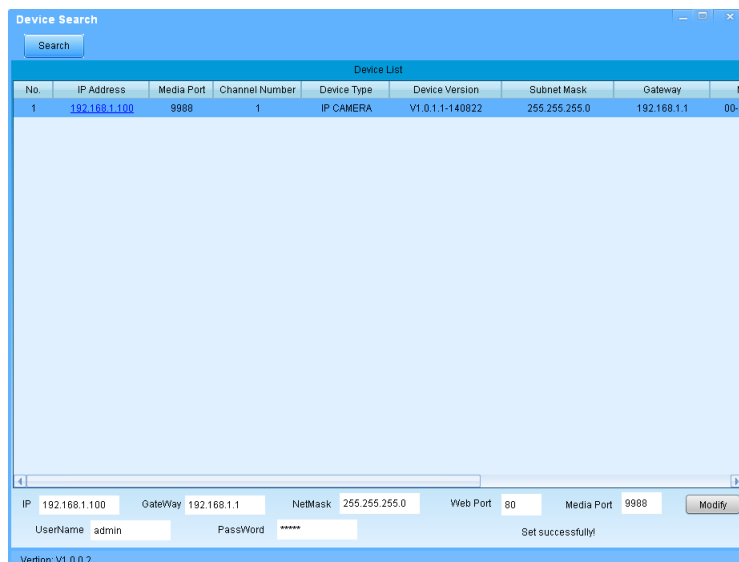 Device Search
Search
Device List
No. IP Address Media Port Channel Number Device Type Device Version Subnet Mask Gateway
1 192.168.1.100 9988 1 IP CAMERA V1.0.1.1-140822 255.255.255.0 192.168.1.1 00-
IP 192.168.1.100 GateWay 192.168.1.1 NetMask 255.255.255.0 Web Port 80 Media Port 9988 Modify
UserName admin PassWord ***** Set successfully!
Vertion: V1.0.0.2